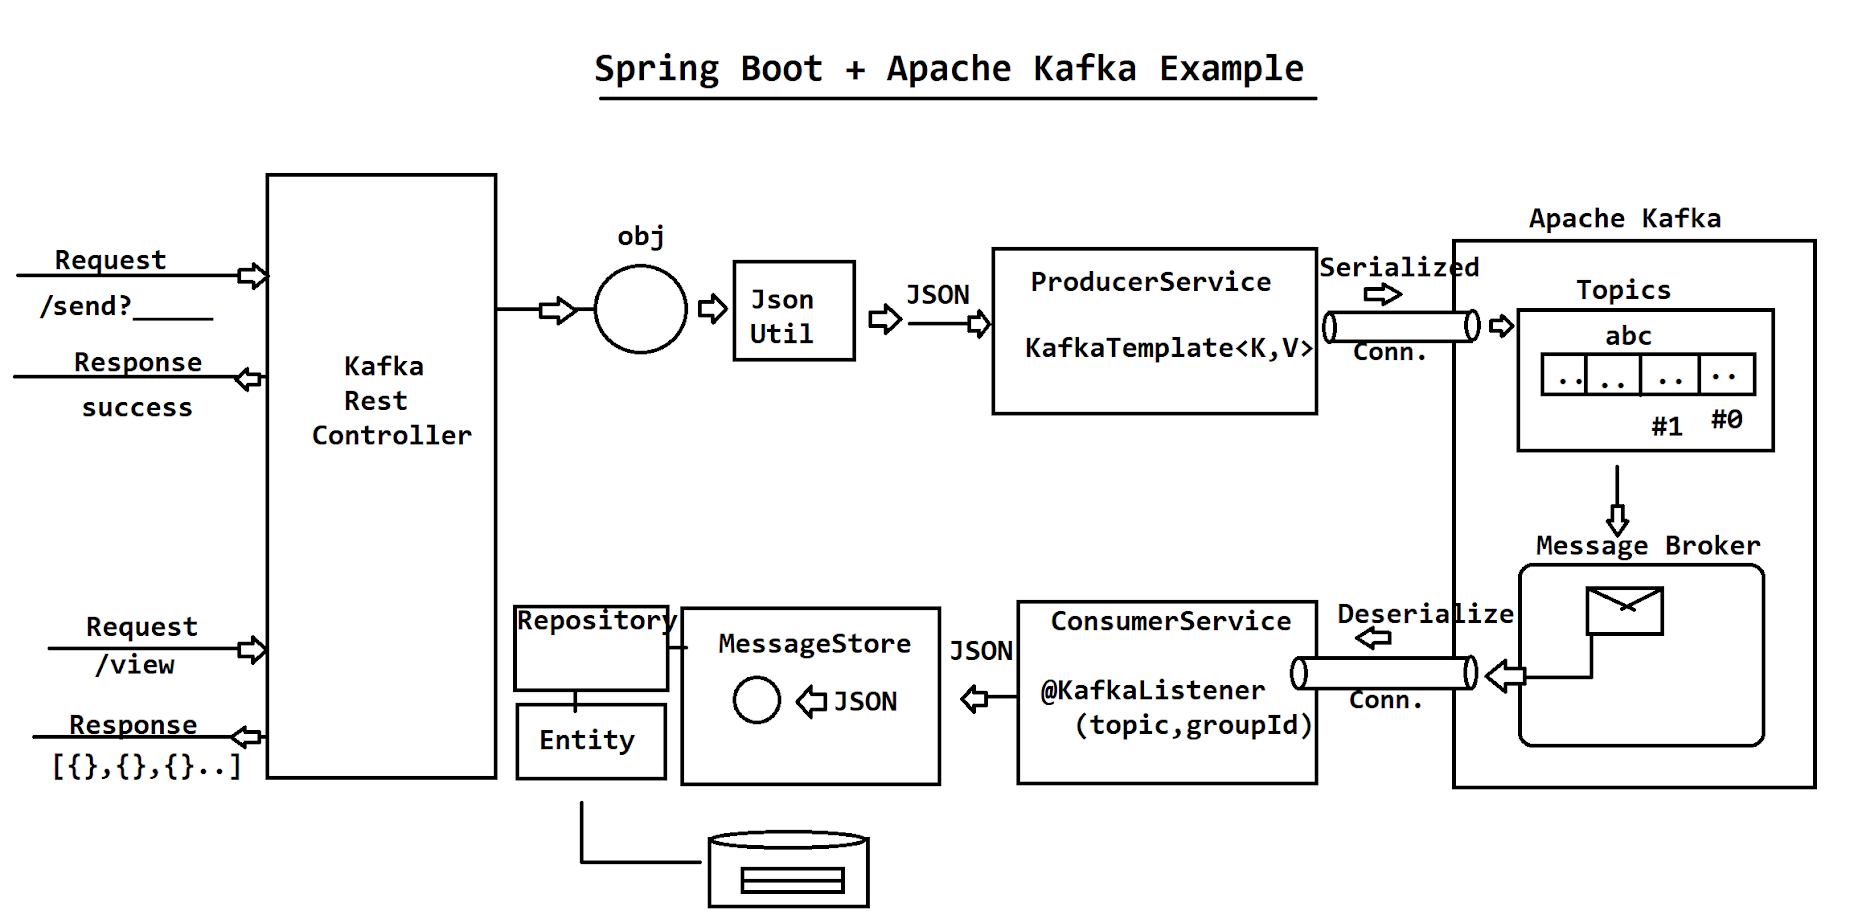 Spring Boot + Apache Kafka Example
Request
/send?_____
Response
success
Kafka
Rest
Controller
obj
Json
Util
JSON
ProducerService
KafkaTemplate<K,V>
Serialized
Conn.
Apache Kafka
Topics
abc
.. .. .. ..
#1 #0
Message Broker
Request
/view
Response
[{},{},{}..]
Repository
Entity
MessageStore
JSON
JSON
ConsumerService
@KafkaListener
(topic,groupId)
Deserialize
Conn.